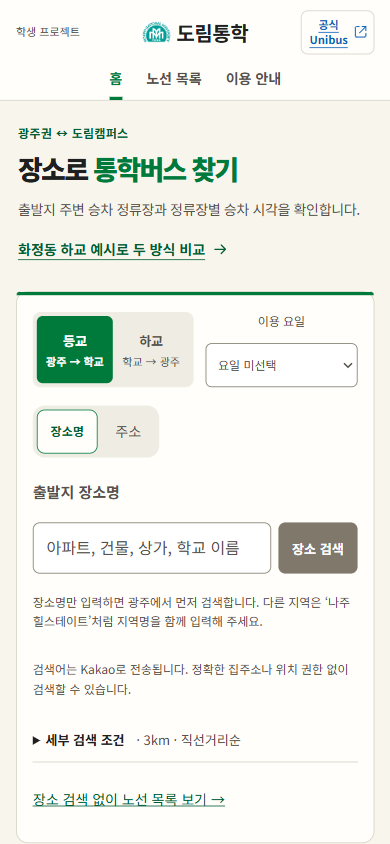 학생 프로젝트
도림통학
공식
Unibus
홈
노선 목록
이용 안내
광주권 ↔ 도림캠퍼스
장소로 통학버스 찾기
출발지 주변 승차 정류장과 정류장별 승차 시각을 확인합니다.
화정동 하교 예시로 두 방식 비교 →
등교
광주 → 학교
하교
학교 → 광주
이용 요일
요일 미선택
장소명
주소
출발지 장소명
아파트, 건물, 상가, 학교 이름
장소 검색
장소명만 입력하면 광주에서 먼저 검색합니다. 다른 지역은 ‘나주
힐스테이트’처럼 지역명을 함께 입력해 주세요.
검색어는 Kakao로 전송됩니다. 정확한 집주소나 위치 권한 없이
검색할 수 있습니다.
▶ 세부 검색 조건 · 3km · 직선거리순
장소 검색 없이 노선 목록 보기 →